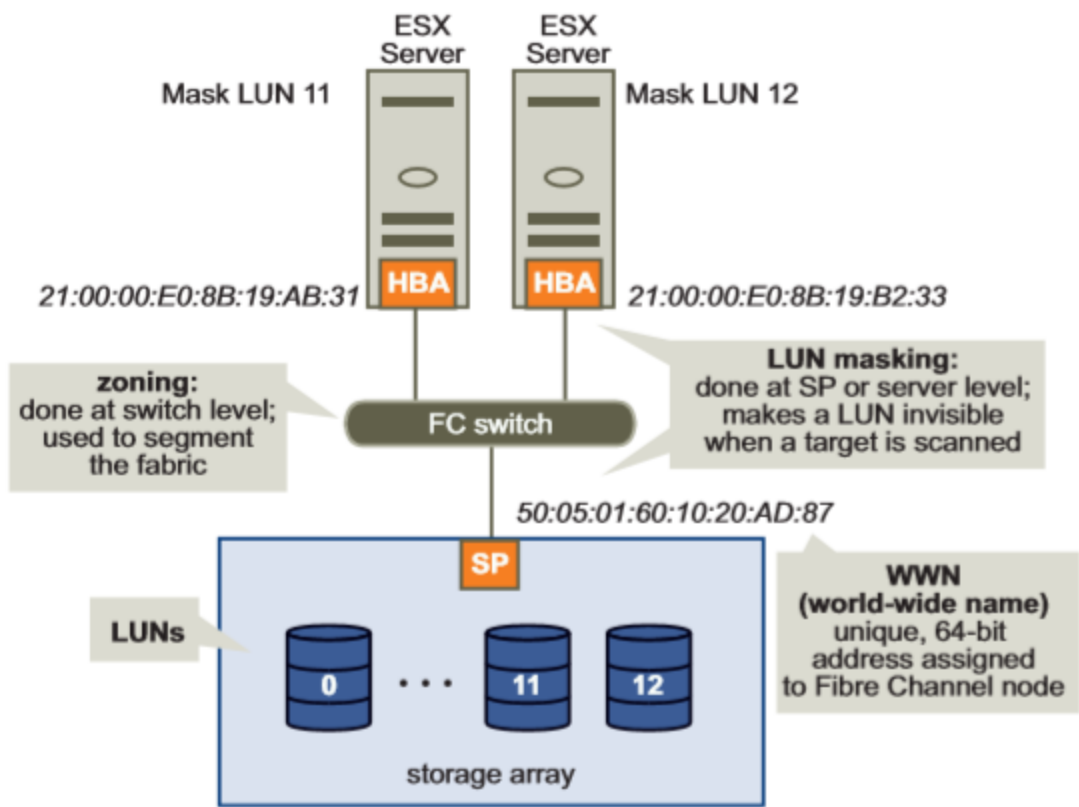 ESX
Server
ESX
Server
Mask LUN 11
Mask LUN 12
HBA
HBA
21:00:00:E0:8B:19:AB:31
21:00:00:E0:8B:19:B2:33
zoning:
done at switch level;
used to segment
the fabric
LUN masking:
done at SP or server level;
makes a LUN invisible
when a target is scanned
FC switch
50:05:01:60:10:20:AD:87
SP
WWN
(world-wide name)
unique, 64-bit
address assigned
to Fibre Channel node
LUNs
0
...
11
12
storage array